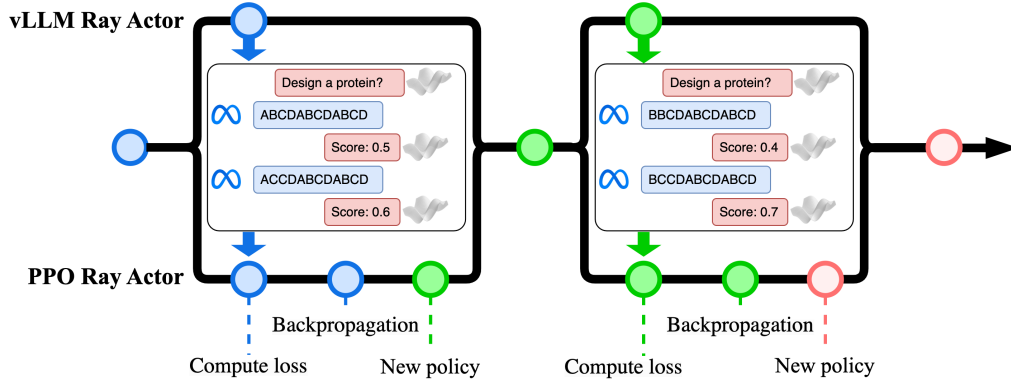 vLLM Ray Actor
Design a protein?
ABCDABCDABCD
Score: 0.5
ACCDABCDABCD
Score: 0.6
Design a protein?
BBCDABCDABCD
Score: 0.4
BCCDABCDABCD
Score: 0.7
PPO Ray Actor
Backpropagation
Compute loss
New policy
Backpropagation
Compute loss
New policy